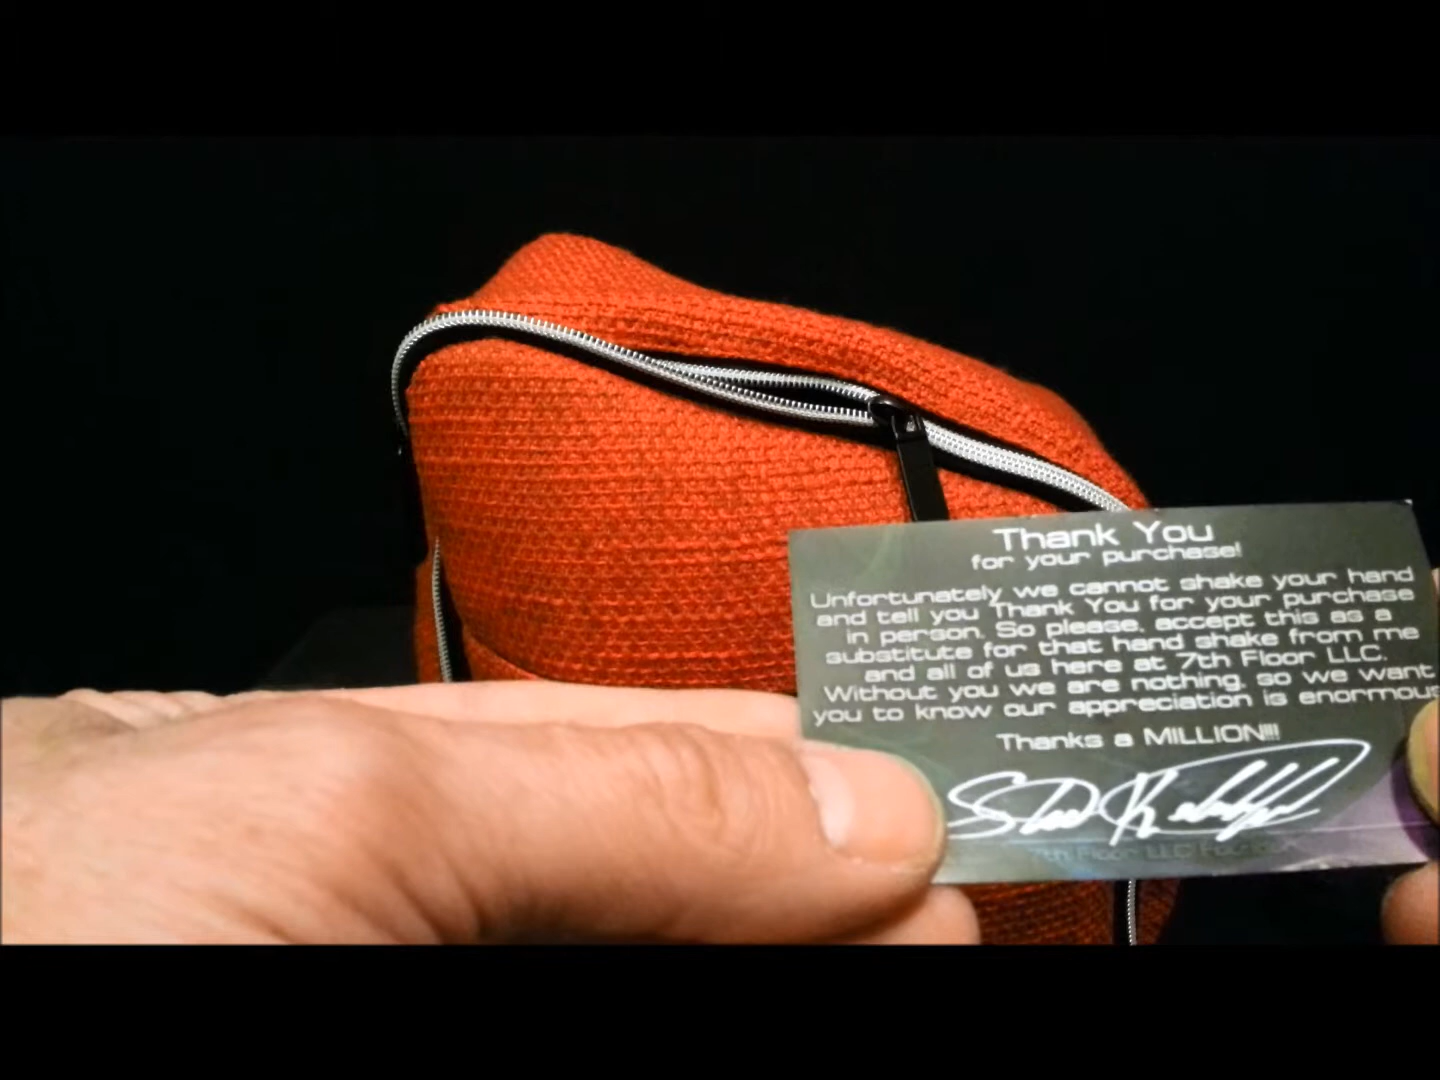 Thank You
for your purchase!
Unfortunately we cannot shake your hand
and tell you Thank You for your purchase
in person. So please, accept this as a
substitute for that hand shake from me
and all of us here at 7th Floor LLC.
Without you we are nothing, so we want
you to know our appreciation is enormous
Thanks a MILLION!!!
7th Floor LLC